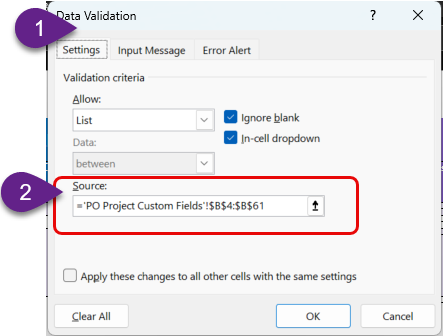 1
Data Validation ? ×
Settings Input Message Error Alert
Validation criteria
Allow:
List
Ignore blank
In-cell dropdown
Data:
between
2
Source:
='PO Project Custom Fields'!$B$4:$B$61
Apply these changes to all other cells with the same settings
Clear All OK Cancel